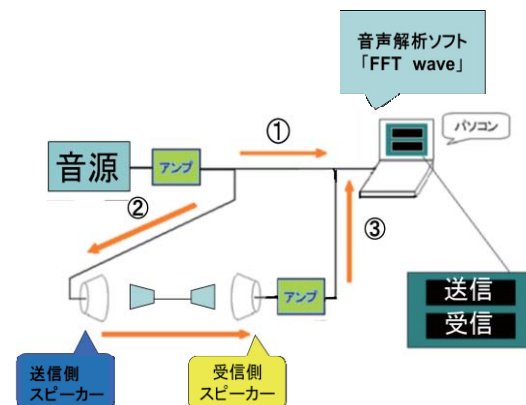 音声解析ソフト
「FFT wave」
①
パソコン
音源
アンプ
②
③
アンプ
送信
受信
送信側
スピーカー
受信側
スピーカー